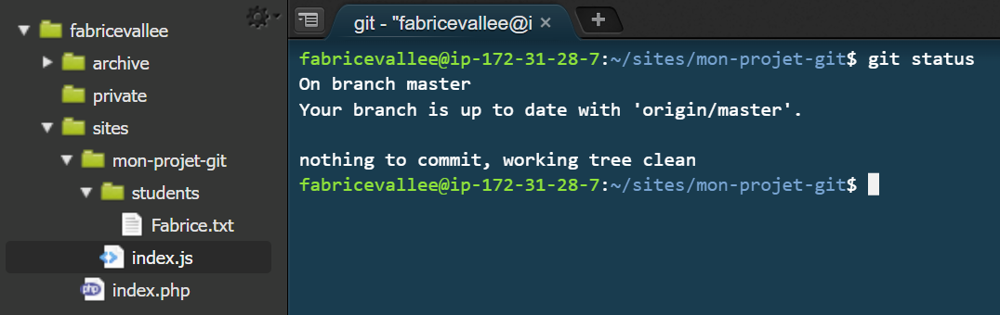 fabricevallee
archive
private
sites
mon-projet-git
students
Fabrice.txt
index.js
php index.php
git - "fabricevallee@i × +
fabricevallee@ip-172-31-28-7:~/sites/mon-projet-git$ git status
On branch master
Your branch is up to date with 'origin/master'.
nothing to commit, working tree clean
fabricevallee@ip-172-31-28-7:~/sites/mon-projet-git$